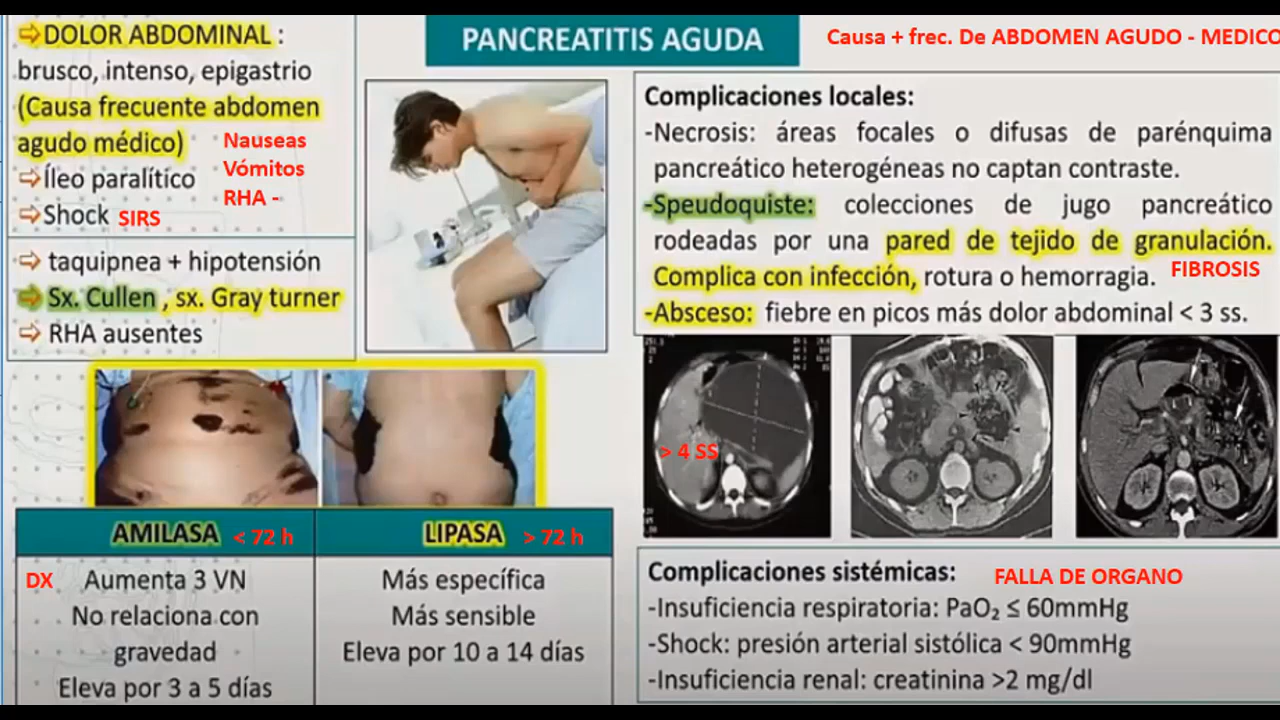 PANCREATITIS AGUDA
Causa + frec. De ABDOMEN AGUDO - MEDICO
⇨DOLOR ABDOMINAL :
brusco, intenso, epigastrio
(Causa frecuente abdomen
agudo médico)
⇨Íleo paralítico
⇨Shock SIRS
Nauseas
Vómitos
RHA -
⇨ taquipnea + hipotensión
⇨ Sx. Cullen , sx. Gray turner
⇨ RHA ausentes
Complicaciones locales:
-Necrosis: áreas focales o difusas de parénquima
pancreático heterogéneas no captan contraste.
-Speudoquiste: colecciones de jugo pancreático
rodeadas por una pared de tejido de granulación.
Complica con infección, rotura o hemorragia. FIBROSIS
-Absceso: fiebre en picos más dolor abdominal < 3 ss.
> 4 SS
AMILASA < 72 h
DX Aumenta 3 VN
No relaciona con
gravedad
Eleva por 3 a 5 días
LIPASA > 72 h
Más específica
Más sensible
Eleva por 10 a 14 días
Complicaciones sistémicas: FALLA DE ORGANO
-Insuficiencia respiratoria: PaO₂ ≤ 60mmHg
-Shock: presión arterial sistólica < 90mmHg
-Insuficiencia renal: creatinina >2 mg/dl